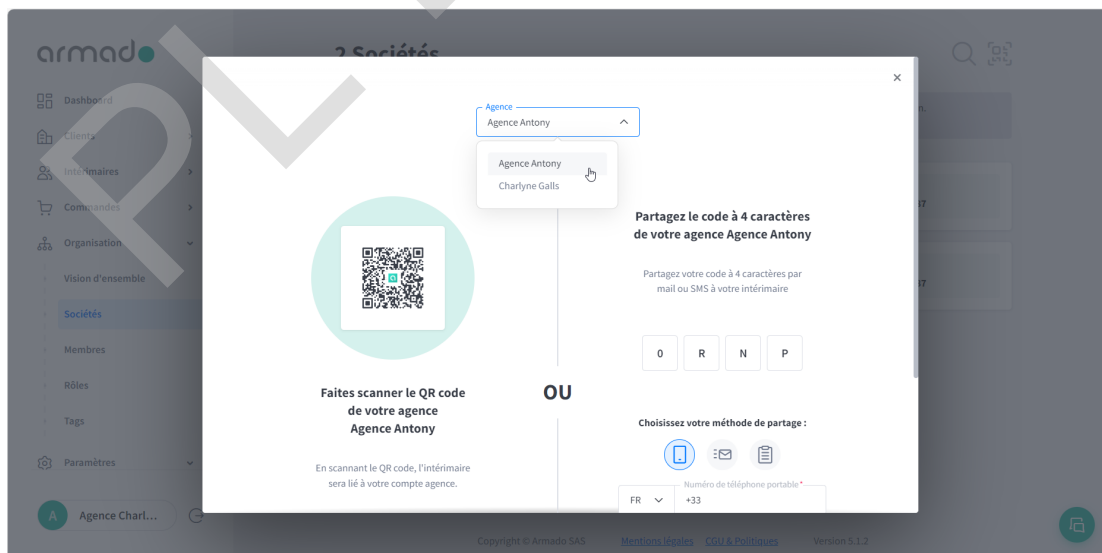 armado
2 Sociétés
Dashboard
Clients
Intérimaires
Commandes
Organisation
Vision d'ensemble
Sociétés
Membres
Rôles
Tags
Paramètres
A
Agence Charl...
Agence
Agence Antony
Agence Antony
Charlyne Galls
Faites scanner le QR code
de votre agence
Agence Antony
En scannant le QR code, l'intérimaire
sera lié à votre compte agence.
OU
Partagez le code à 4 caractères
de votre agence Agence Antony
Partagez votre code à 4 caractères par
mail ou SMS à votre intérimaire
0 R N P
Choisissez votre méthode de partage :
Numéro de téléphone portable *
FR +33
Copyright © Armado SAS Mentions légales CGU & Politiques Version 5.1.2